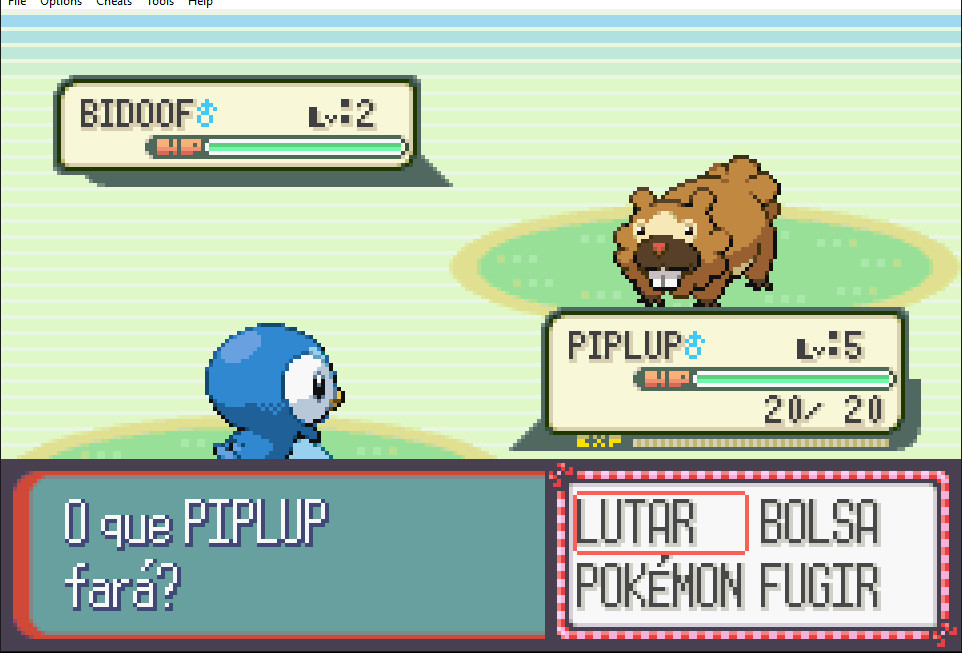 File Options Cheats Tools Help
BIDOOF♂ Lv:2
HP
PIPLUP♂ Lv:5
HP
20/ 20
EXP
O que PIPLUP
fará?
LUTAR BOLSA
POKÉMON FUGIR